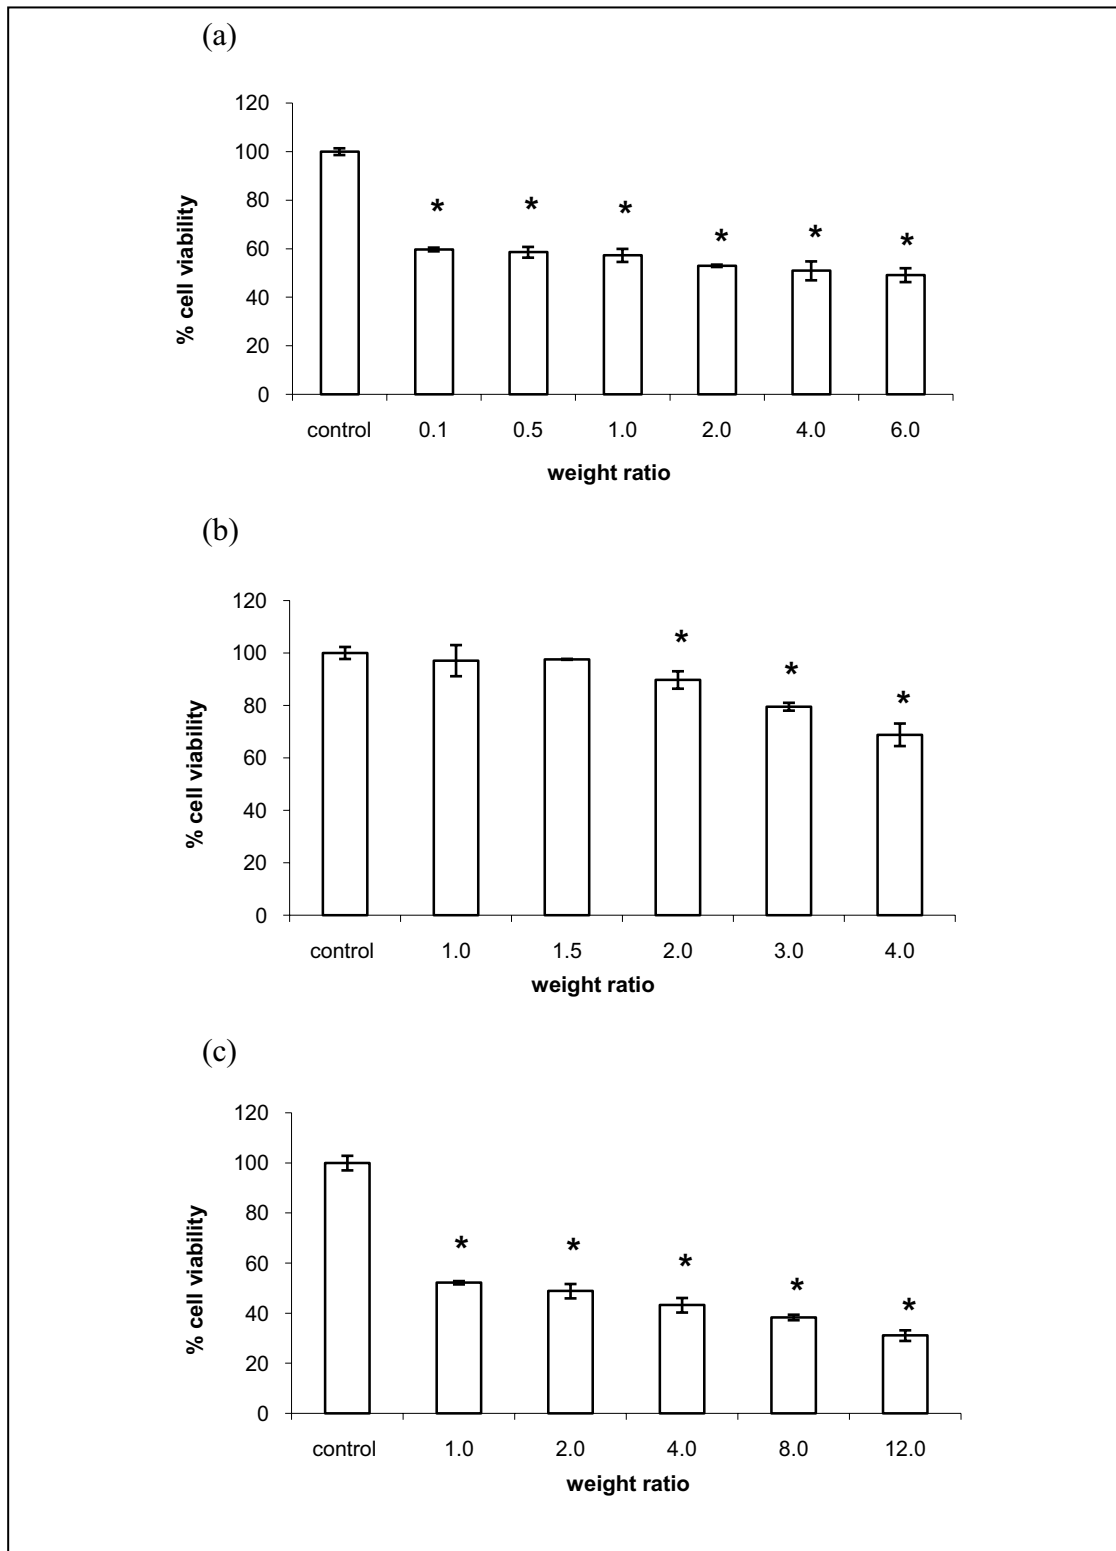 (a)
120
100
80
60
40
20
0
% cell viability
* * * * * *
control 0.1 0.5 1.0 2.0 4.0 6.0
weight ratio
(b)
120
100
80
60
40
20
0
% cell viability
* * *
control 1.0 1.5 2.0 3.0 4.0
weight ratio
(c)
120
100
80
60
40
20
0
% cell viability
* * * * *
control 1.0 2.0 4.0 8.0 12.0
weight ratio